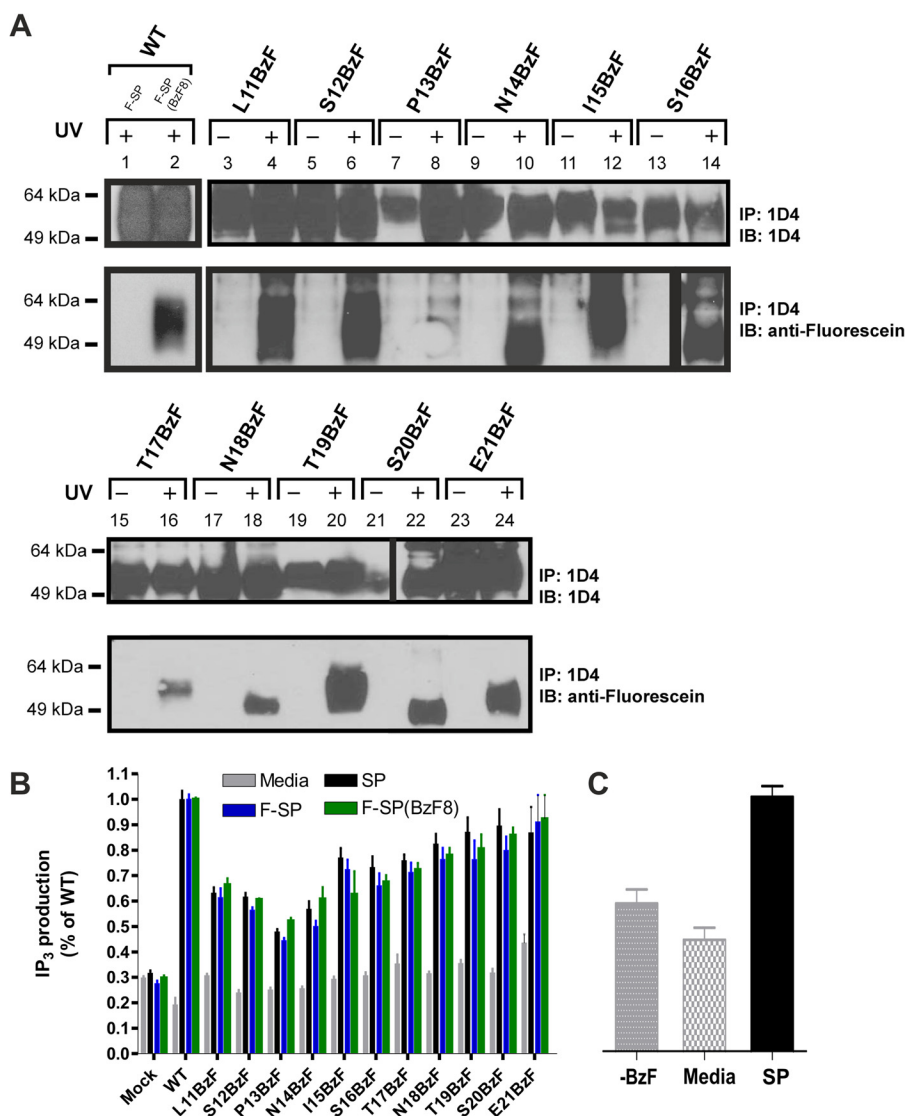 A
WT
F-SP
F-SP
(BzF8)
L11BzF
S12BzF
P13BzF
N14BzF
I15BzF
S16BzF
UV
+ + − + − + − + − + − + − +
1 2 3 4 5 6 7 8 9 10 11 12 13 14
64 kDa
49 kDa
IP: 1D4
IB: 1D4
64 kDa
49 kDa
IP: 1D4
IB: anti-Fluorescein
T17BzF
N18BzF
T19BzF
S20BzF
E21BzF
UV
− + − + − + − + − +
15 16 17 18 19 20 21 22 23 24
64 kDa
49 kDa
IP: 1D4
IB: 1D4
64 kDa
49 kDa
IP: 1D4
IB: anti-Fluorescein
B
IP3 production
(% of WT)
1.1
1.0
0.9
0.8
0.7
0.6
0.5
0.4
0.3
0.2
0.1
0.0
Media
SP
F-SP
F-SP(BzF8)
Mock
WT
L11BzF
S12BzF
P13BzF
N14BzF
I15BzF
S16BzF
T17BzF
N18BzF
T19BzF
S20BzF
E21BzF
C
-BzF
Media
SP